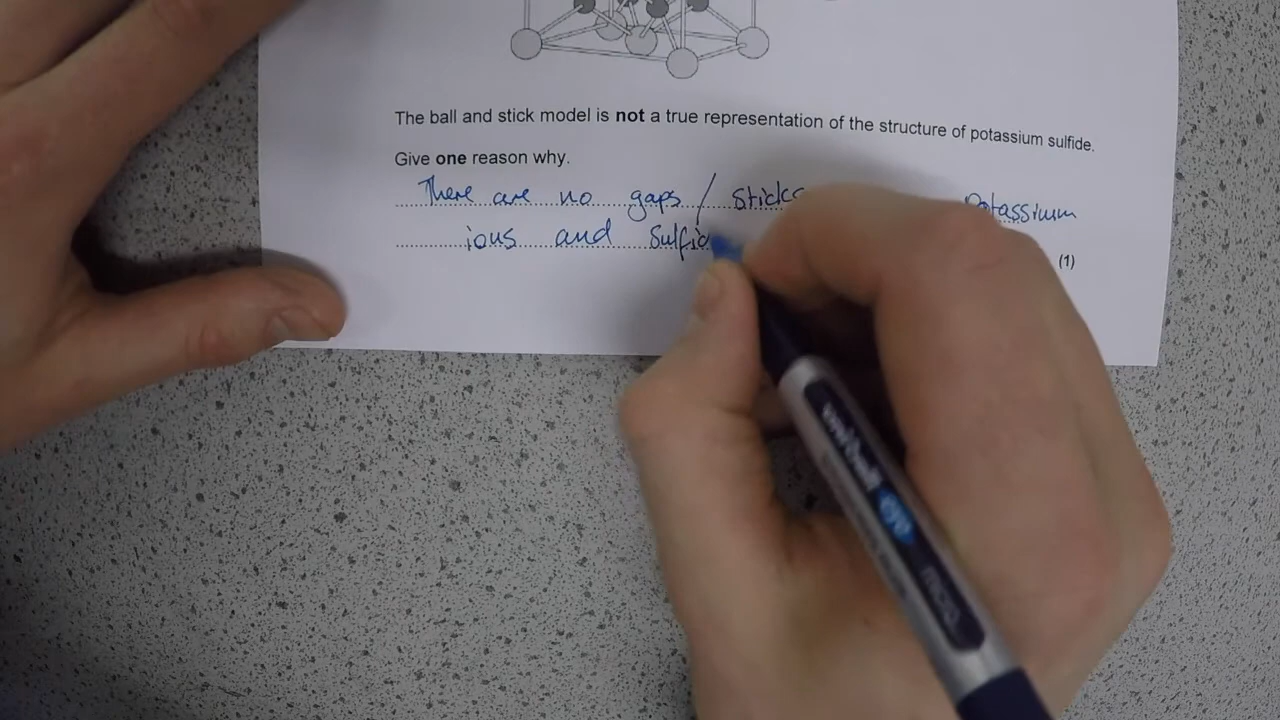 The ball and stick model is not a true representation of the structure of potassium sulfide.
Give one reason why.
There are no gaps / sticks Potassium
ions and Sulfid
(1)